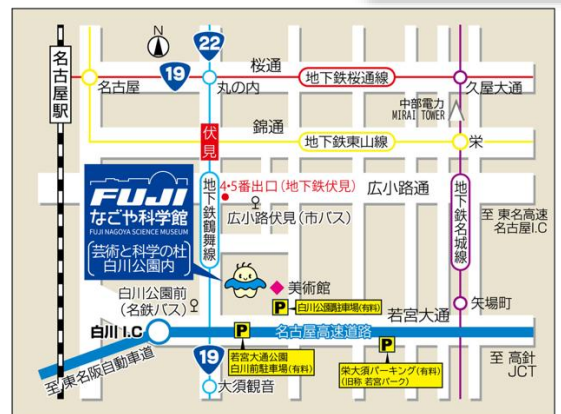 N
22
19
桜通
地下鉄桜通線
名古屋駅
名古屋
丸の内
久屋大通
中部電力
MIRAI TOWER
錦通
地下鉄東山線
栄
伏見
4・5番出口(地下鉄伏見)
広小路通
広小路伏見(市バス)
地下鉄鶴舞線
地下鉄名城線
至 東名高速
名古屋I.C
FUJI
なごや科学館
FUJI NAGOYA SCIENCE MUSEUM
芸術と科学の杜
白川公園内
白川公園前
(名鉄バス)
美術館
P
白川公園駐車場(有料)
若宮大通
矢場町
白川 I.C
名古屋高速道路
P
若宮大通公園
白川前駐車場(有料)
P
栄大須パーキング(有料)
(旧称 若宮パーク)
至 高針
JCT
至 東名阪自動車道
19
大須観音